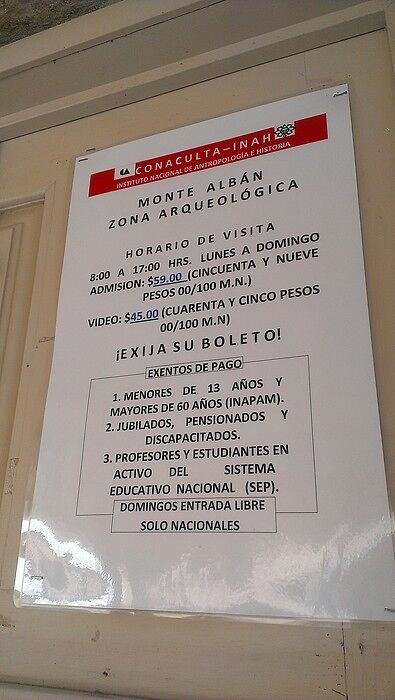 CONACULTA–INAH
INSTITUTO NACIONAL DE ANTROPOLOGÍA E HISTORIA
MONTE ALBÁN
ZONA ARQUEOLÓGICA
HORARIO DE VISITA
8:00 A 17:00 HRS. LUNES A DOMINGO
ADMISION: $59.00 (CINCUENTA Y NUEVE
PESOS 00/100 M.N.)
VIDEO: $45.00 (CUARENTA Y CINCO PESOS
00/100 M.N)
¡EXIJA SU BOLETO!
EXENTOS DE PAGO
1. MENORES DE 13 AÑOS Y
MAYORES DE 60 AÑOS (INAPAM).
2. JUBILADOS, PENSIONADOS Y
DISCAPACITADOS.
3. PROFESORES Y ESTUDIANTES EN
ACTIVO DEL SISTEMA
EDUCATIVO NACIONAL (SEP).
DOMINGOS ENTRADA LIBRE
SOLO NACIONALES